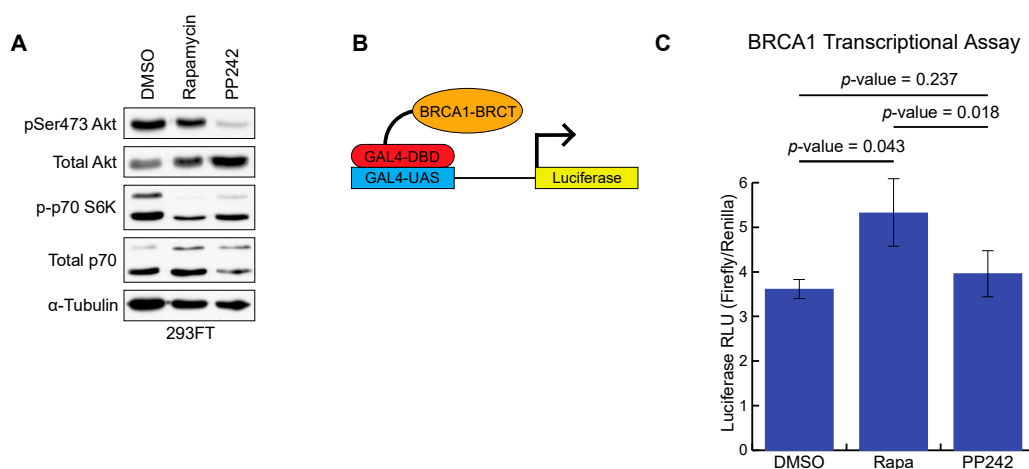 A
DMSO
Rapamycin
PP242
pSer473 Akt
Total Akt
p-p70 S6K
Total p70
α-Tubulin
293FT
B
BRCA1-BRCT
GAL4-DBD
GAL4-UAS
Luciferase
C
BRCA1 Transcriptional Assay
p-value = 0.237
p-value = 0.018
p-value = 0.043
Luciferase RLU (Firefly/Renilla)
6
5
4
3
2
1
0
DMSO
Rapa
PP242